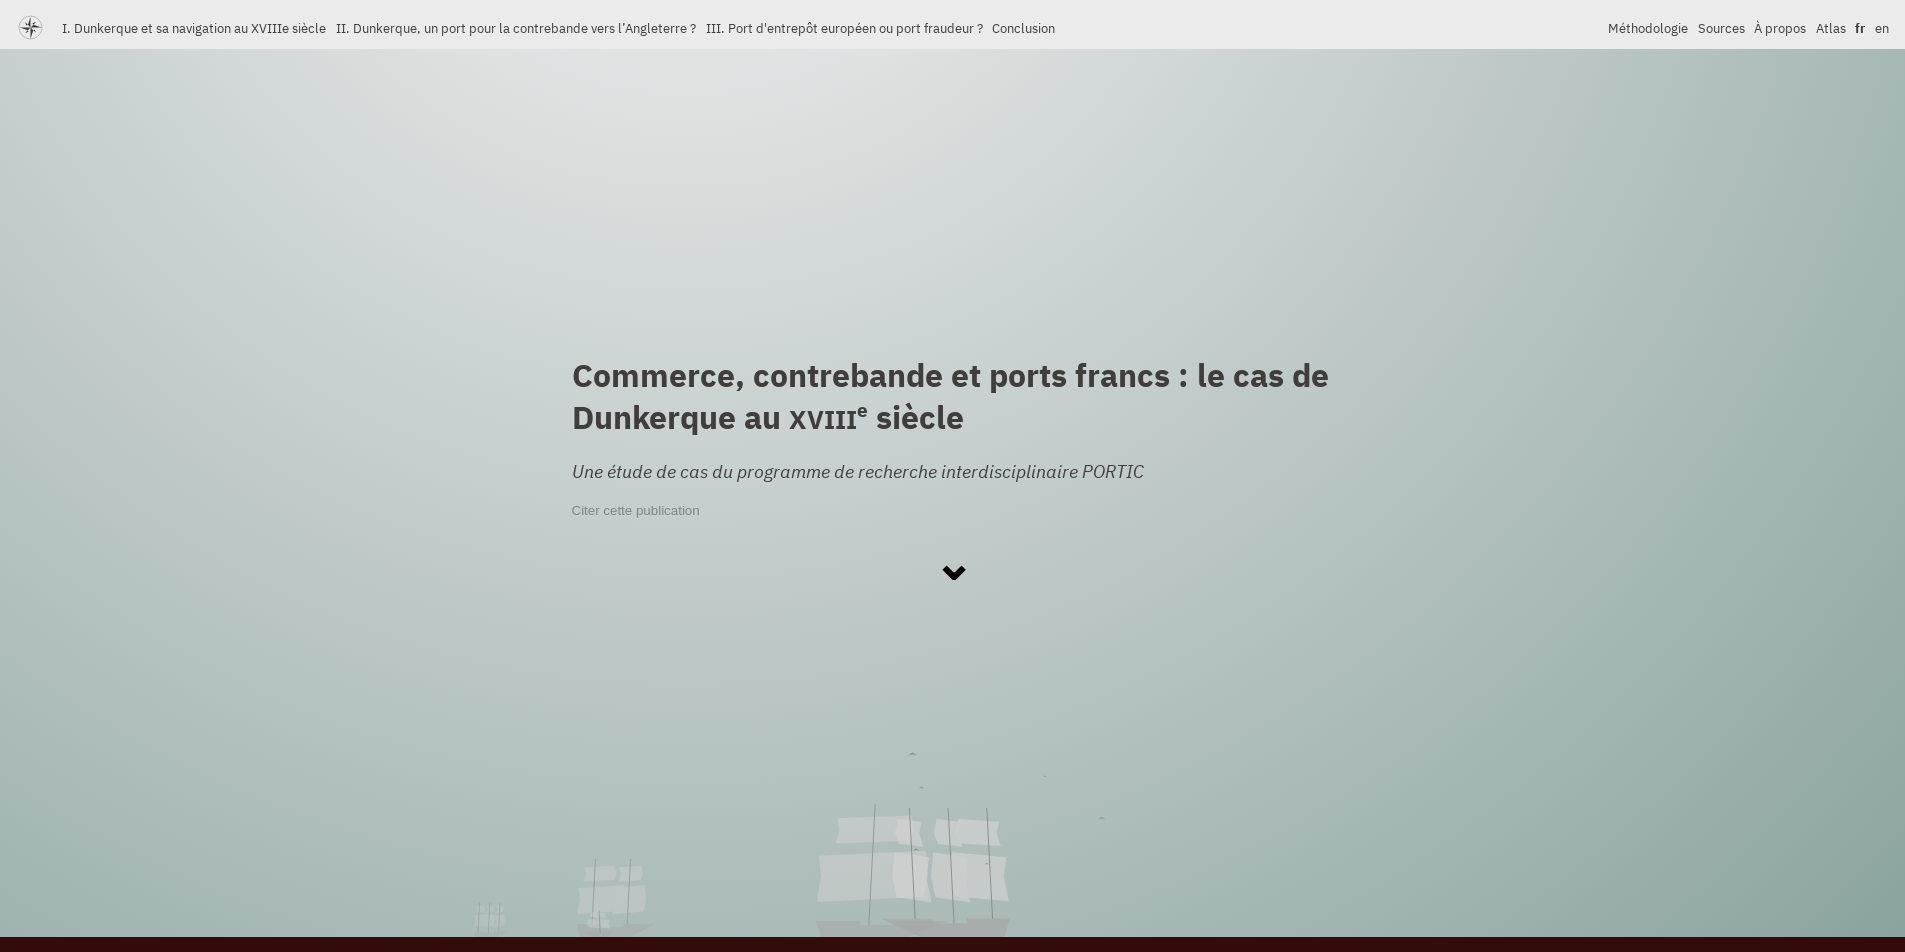 I. Dunkerque et sa navigation au XVIIIe siècle II. Dunkerque, un port pour la contrebande vers l’Angleterre ? III. Port d'entrepôt européen ou port fraudeur ? Conclusion Méthodologie Sources À propos Atlas fr en
Commerce, contrebande et ports francs : le cas de
Dunkerque au XVIIIe siècle
Une étude de cas du programme de recherche interdisciplinaire PORTIC
Citer cette publication